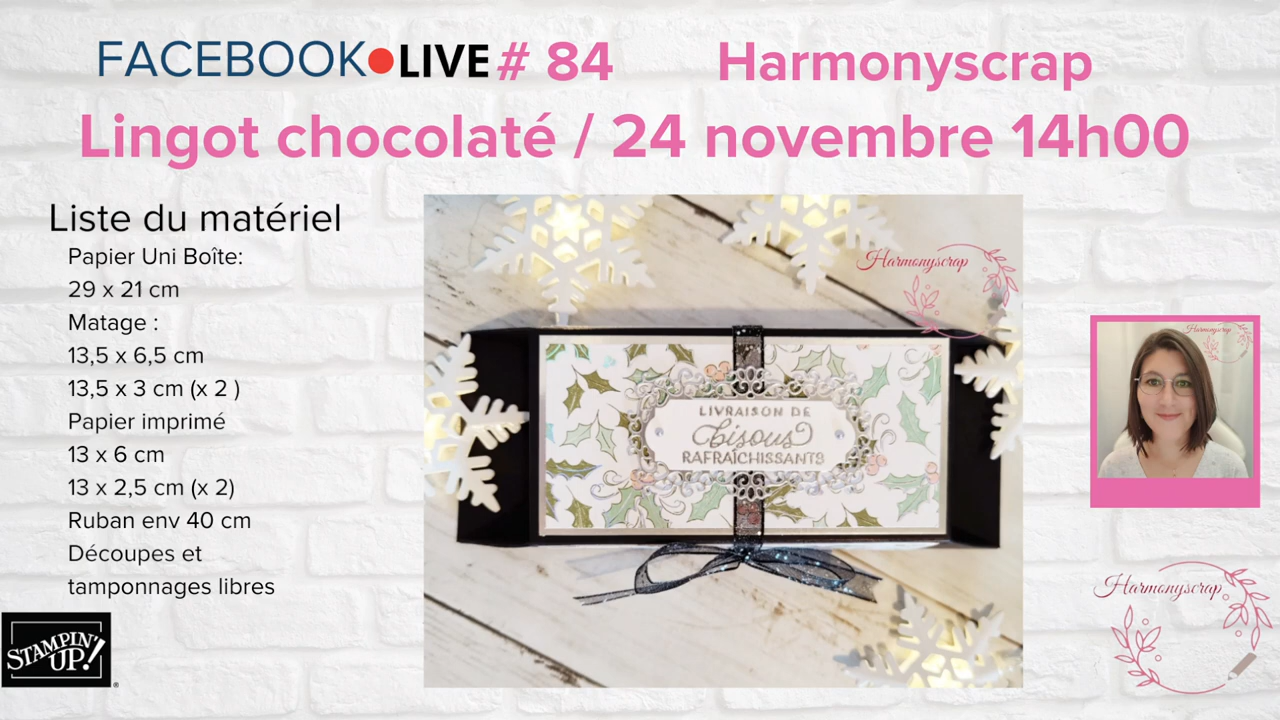 FACEBOOK LIVE # 84 Harmonyscrap
Lingot chocolaté / 24 novembre 14h00
Liste du matériel
Papier Uni Boîte:
29 x 21 cm
Matage :
13,5 x 6,5 cm
13,5 x 3 cm (x 2 )
Papier imprimé
13 x 6 cm
13 x 2,5 cm (x 2)
Ruban env 40 cm
Découpes et
tamponnages libres
STAMPIN'
UP!
®
Harmonyscrap
LIVRAISON DE
bisous
RAFRAÎCHISSANTS
Harmonyscrap
Harmonyscrap